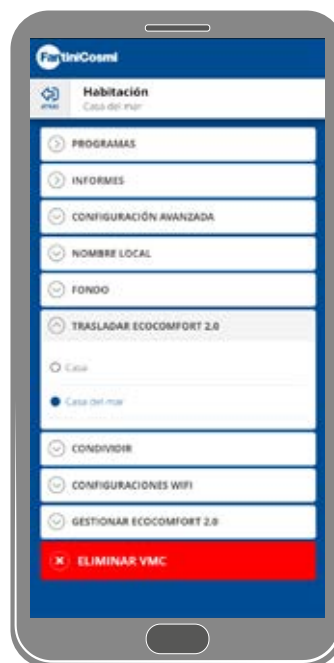 FantiniCosmi
Habitación
atrás
Casa del mar
PROGRAMAS
INFORMES
CONFIGURACIÓN AVANZADA
NOMBRE LOCAL
FONDO
TRASLADAR ECOCOMFORT 2.0
Casa
Casa del mar
CONDIVIDIR
CONFIGURACIONES WIFI
GESTIONAR ECOCOMFORT 2.0
ELIMINAR VMC